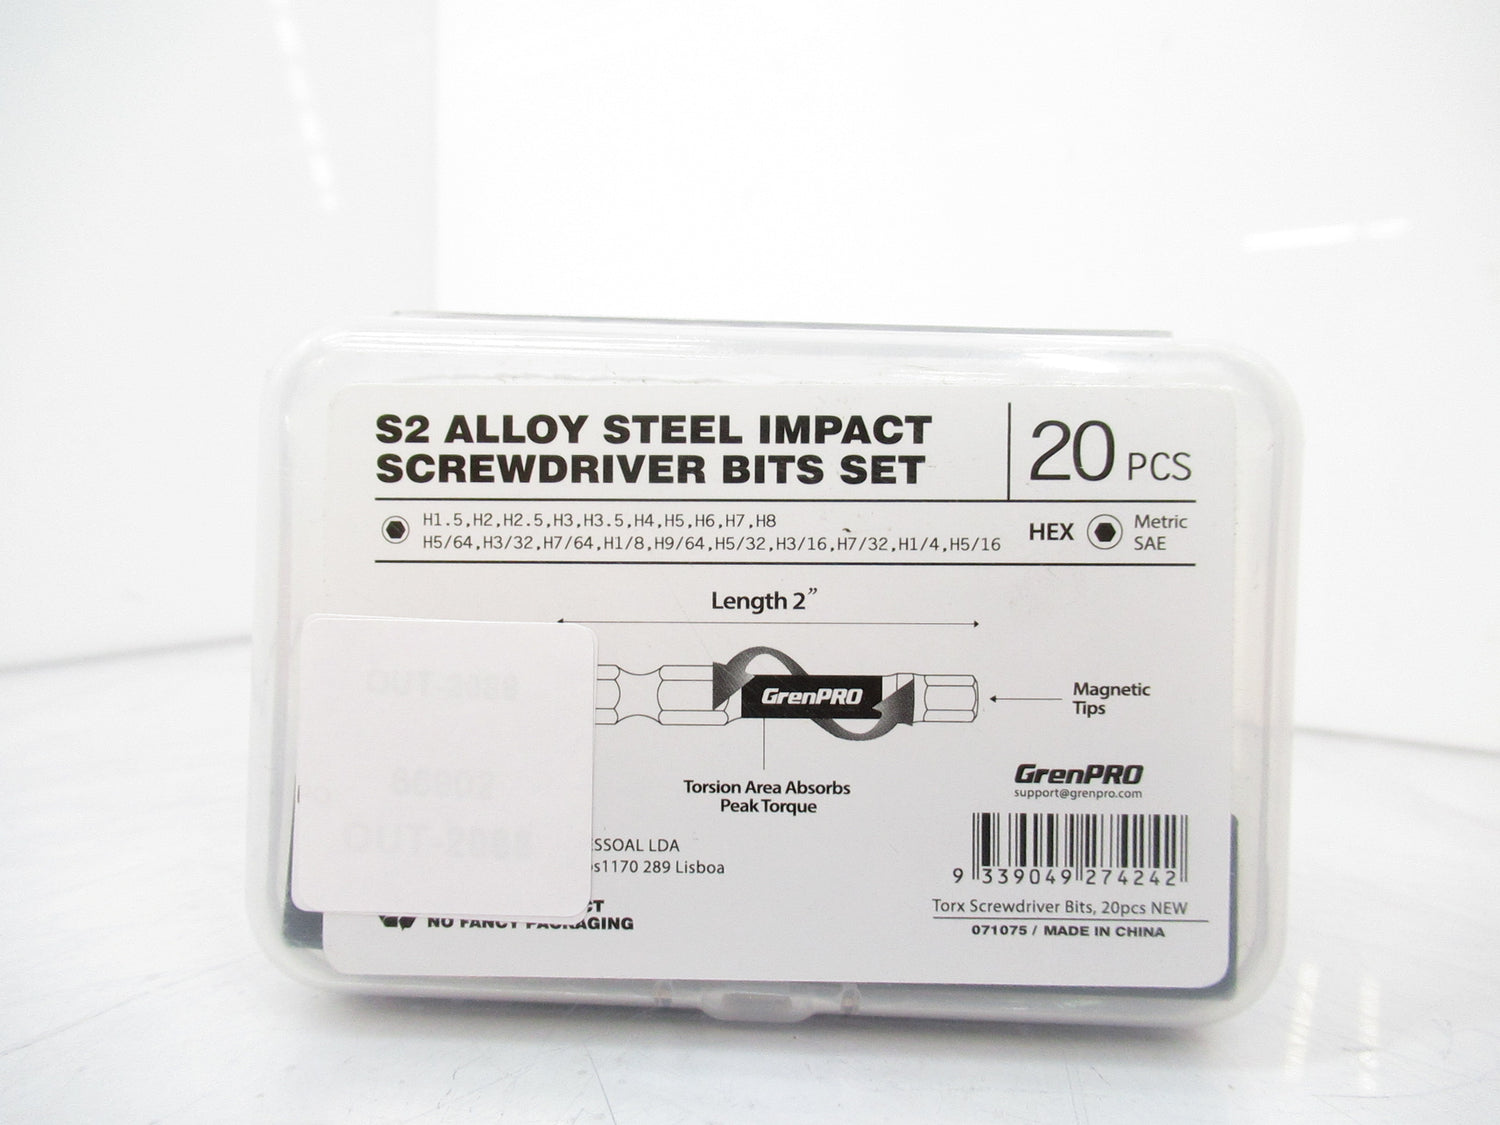 S2 ALLOY STEEL IMPACT
SCREWDRIVER BITS SET
20 PCS
H1.5,H2,H2.5,H3,H3.5,H4,H5,H6,H7,H8
H5/64,H3/32,H7/64,H1/8,H9/64,H5/32,H3/16,H7/32,H1/4,H5/16
HEX
Metric
SAE
Length 2”
GrenPRO
Magnetic
Tips
Torsion Area Absorbs
Peak Torque
GrenPRO
support@grenpro.com
LDA
1170 289 Lisboa
9 339049 274242
Torx Screwdriver Bits, 20pcs NEW
071075 / MADE IN CHINA
NO FANCY PACKAGING